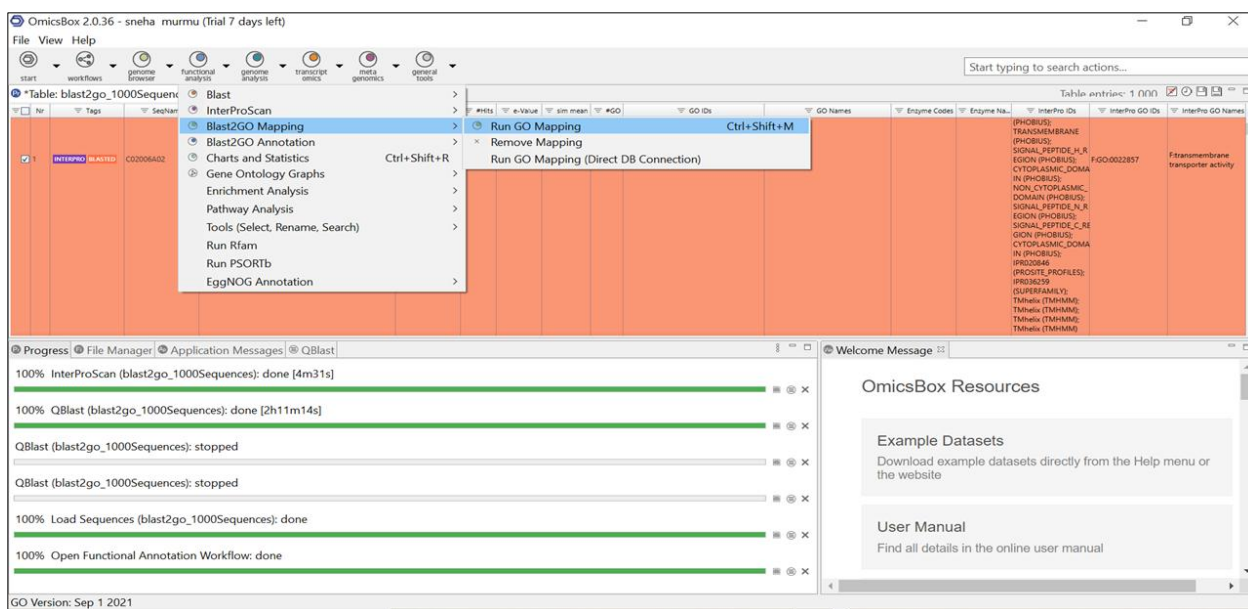 OmicsBox 2.0.36 - sneha murmu (Trial 7 days left)
File View Help
start workflows genome browser functional analysis genome analysis transcript omics meta genomics general tools
Start typing to search actions...
*Table: blast2go_1000Sequenc
Table entries: 1 000
Nr Tags SeqNam #Hits e-Value sim mean #GO GO IDs GO Names Enzyme Codes Enzyme Na... InterPro IDs InterPro GO IDs InterPro GO Names
Blast
InterProScan
Blast2GO Mapping
Blast2GO Annotation
Charts and Statistics Ctrl+Shift+R
Gene Ontology Graphs
Enrichment Analysis
Pathway Analysis
Tools (Select, Rename, Search)
Run Rfam
Run PSORTb
EggNOG Annotation
Run GO Mapping Ctrl+Shift+M
Remove Mapping
Run GO Mapping (Direct DB Connection)
1 INTERPRO BLASTED C02006A02
(PHOBIUS);
TRANSMEMBRANE
(PHOBIUS);
SIGNAL_PEPTIDE_H_R
EGION (PHOBIUS);
CYTOPLASMIC_DOMA
IN (PHOBIUS);
NON_CYTOPLASMIC_
DOMAIN (PHOBIUS);
SIGNAL_PEPTIDE_N_R
EGION (PHOBIUS);
SIGNAL_PEPTIDE_C_RE
GION (PHOBIUS);
CYTOPLASMIC_DOMA
IN (PHOBIUS);
IPR020846
(PROSITE_PROFILES);
IPR036259
(SUPERFAMILY);
TMhelix (TMHMM);
TMhelix (TMHMM);
TMhelix (TMHMM);
TMhelix (TMHMM)
F:GO:0022857
F:transmembrane
transporter activity
Progress File Manager Application Messages QBlast
100% InterProScan (blast2go_1000Sequences): done [4m31s]
100% QBlast (blast2go_1000Sequences): done [2h11m14s]
QBlast (blast2go_1000Sequences): stopped
QBlast (blast2go_1000Sequences): stopped
100% Load Sequences (blast2go_1000Sequences): done
100% Open Functional Annotation Workflow: done
Welcome Message
OmicsBox Resources
Example Datasets
Download example datasets directly from the Help menu or
the website
User Manual
Find all details in the online user manual
GO Version: Sep 1 2021